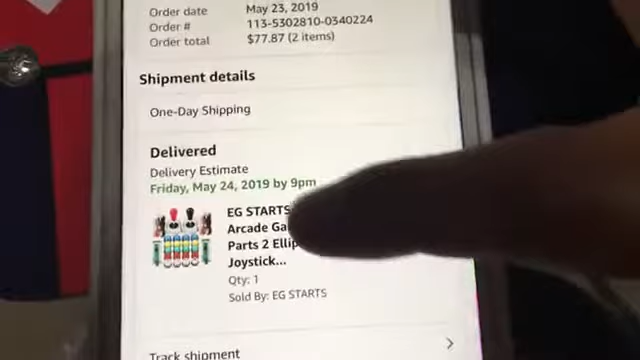 Order date May 23, 2019
Order # 113-5302810-0340224
Order total $77.87 (2 items)
Shipment details
One-Day Shipping
Delivered
Delivery Estimate
Friday, May 24, 2019 by 9pm
EG STARTS
Arcade
Parts 2
Joystick...
Qty: 1
Sold By: EG STARTS
Track shipment